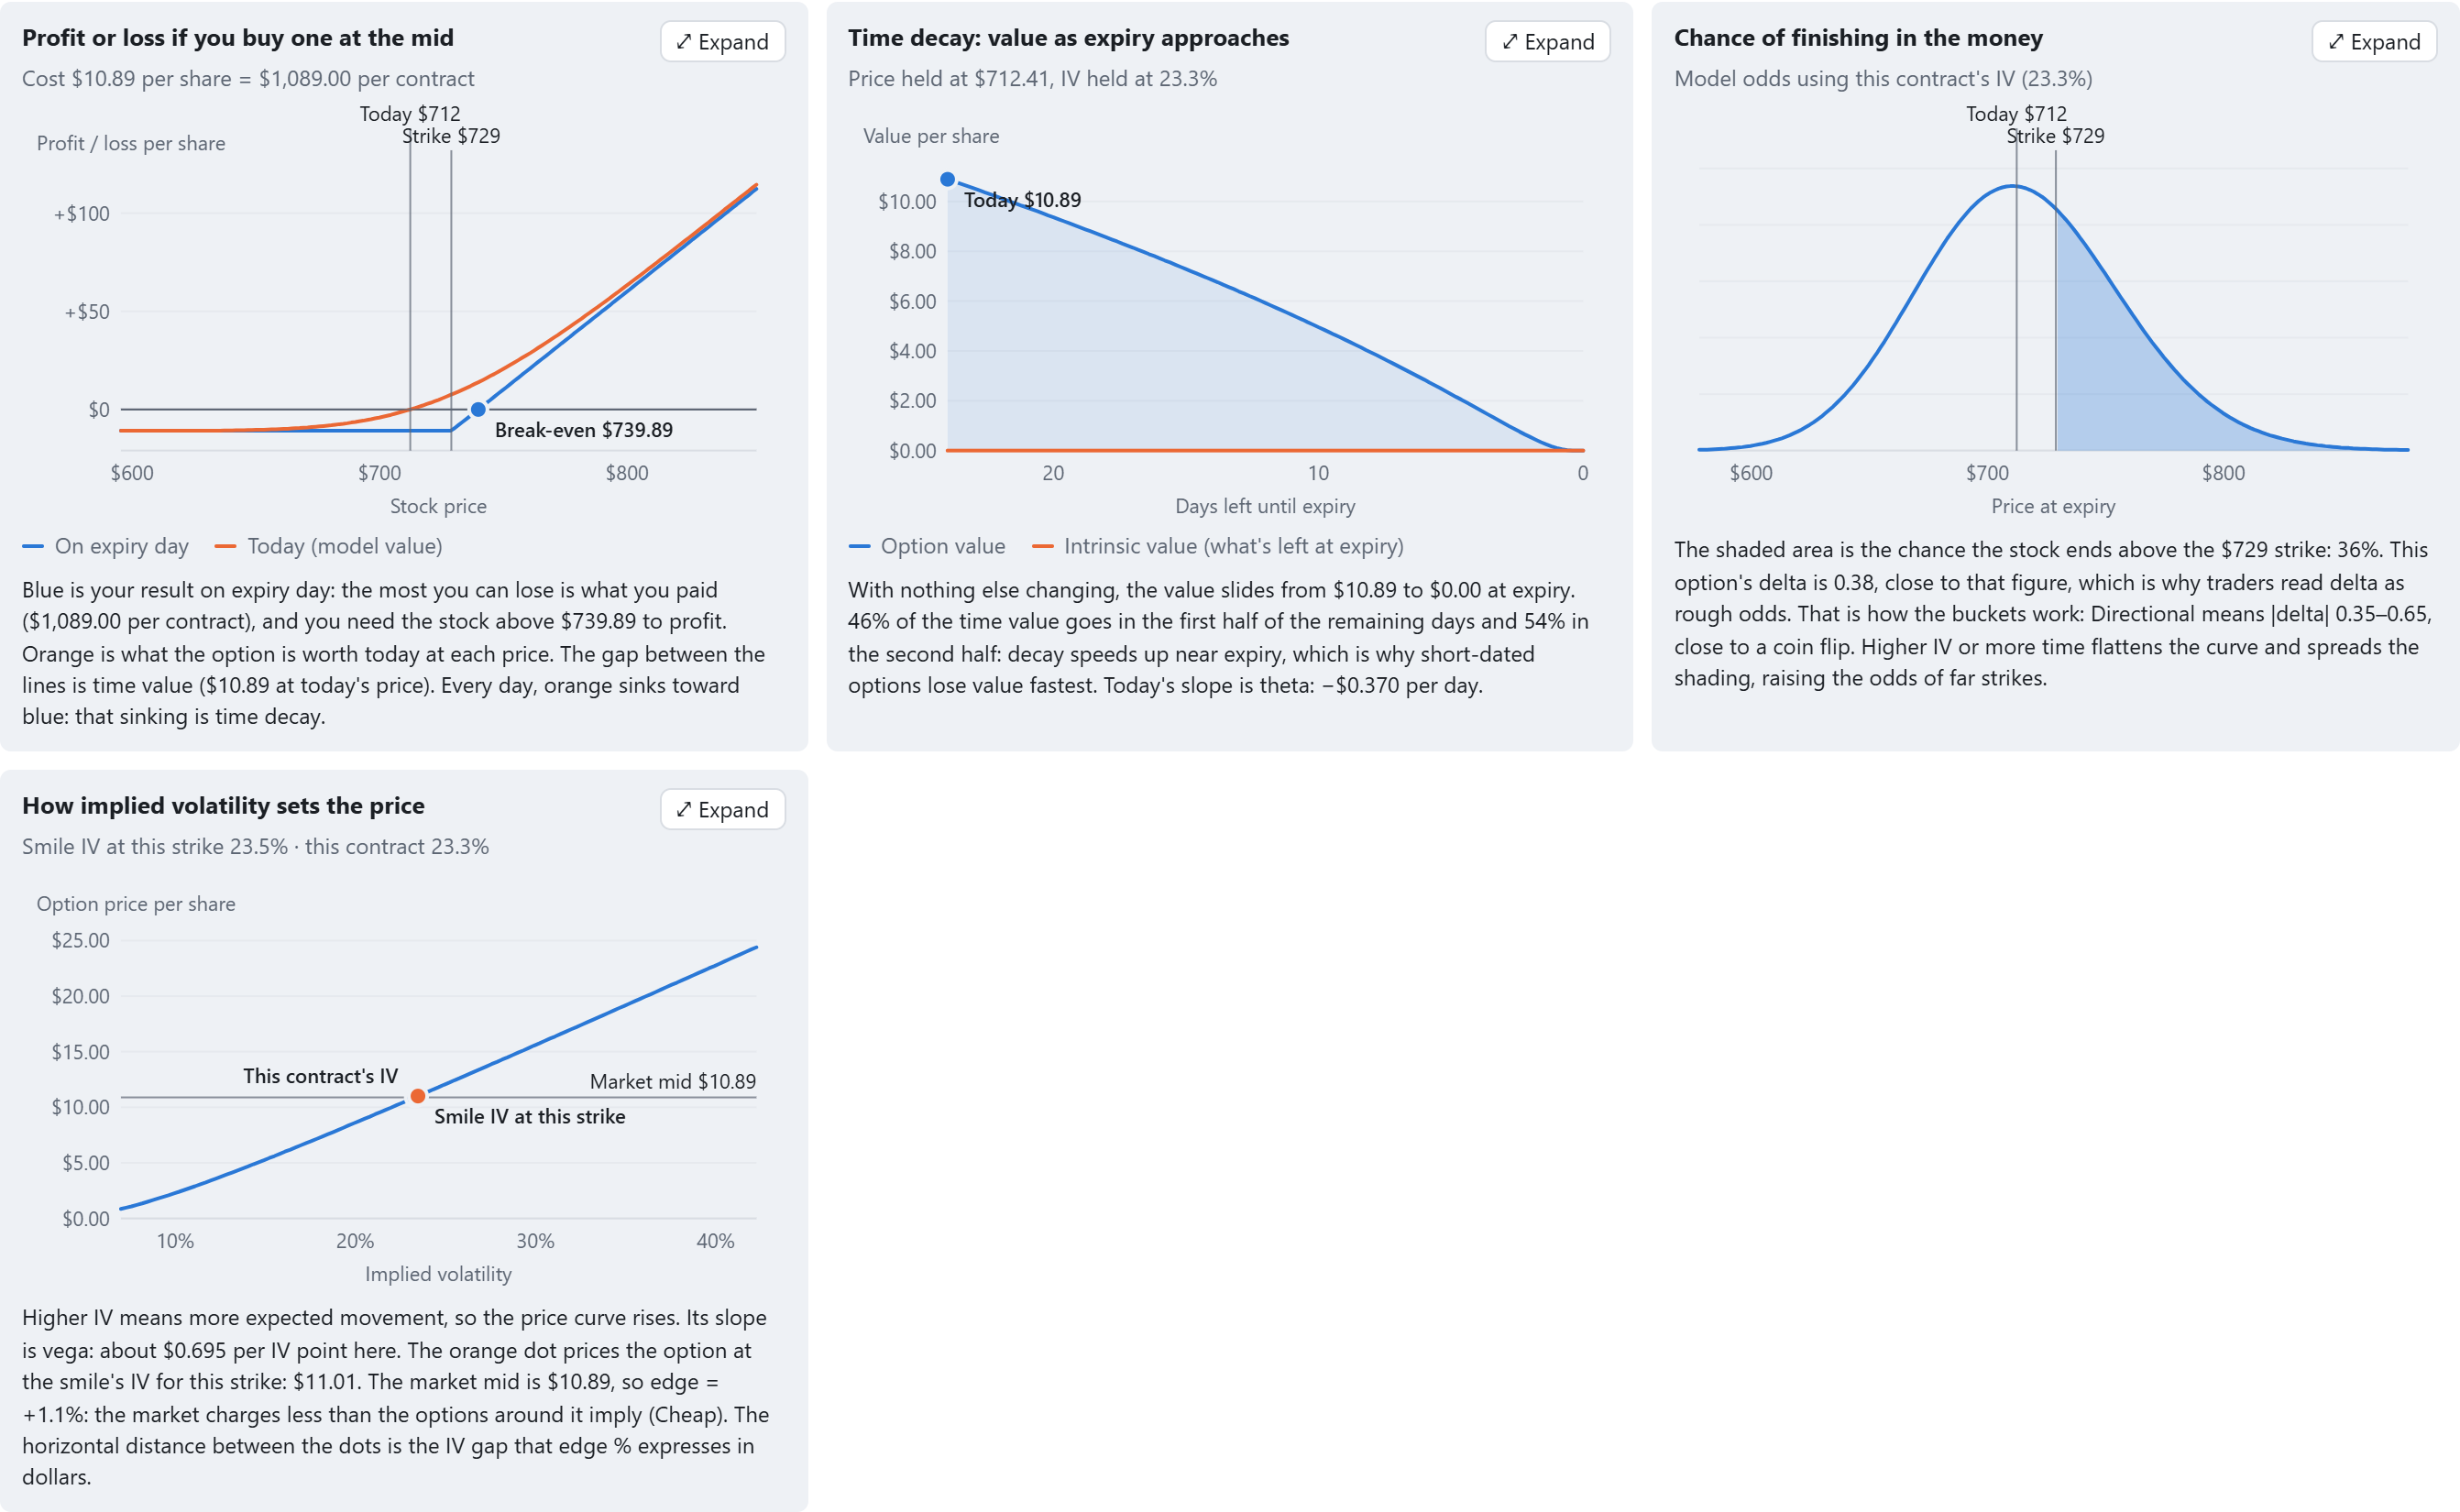 Profit or loss if you buy one at the mid
Expand
Cost $10.89 per share = $1,089.00 per contract
Today $712
Strike $729
Profit / loss per share
+$100
+$50
$0
Break-even $739.89
$600 $700 $800
Stock price
On expiry day Today (model value)
Blue is your result on expiry day: the most you can lose is what you paid
($1,089.00 per contract), and you need the stock above $739.89 to profit.
Orange is what the option is worth today at each price. The gap between the
lines is time value ($10.89 at today's price). Every day, orange sinks toward
blue: that sinking is time decay.
Time decay: value as expiry approaches
Expand
Price held at $712.41, IV held at 23.3%
Value per share
Today $10.89
$10.00
$8.00
$6.00
$4.00
$2.00
$0.00
20 10 0
Days left until expiry
Option value Intrinsic value (what's left at expiry)
With nothing else changing, the value slides from $10.89 to $0.00 at expiry.
46% of the time value goes in the first half of the remaining days and 54% in
the second half: decay speeds up near expiry, which is why short-dated
options lose value fastest. Today's slope is theta: −$0.370 per day.
Chance of finishing in the money
Expand
Model odds using this contract's IV (23.3%)
Today $712
Strike $729
$600 $700 $800
Price at expiry
The shaded area is the chance the stock ends above the $729 strike: 36%. This
option's delta is 0.38, close to that figure, which is why traders read delta as
rough odds. That is how the buckets work: Directional means |delta| 0.35–0.65,
close to a coin flip. Higher IV or more time flattens the curve and spreads the
shading, raising the odds of far strikes.
How implied volatility sets the price
Expand
Smile IV at this strike 23.5% · this contract 23.3%
Option price per share
$25.00
$20.00
$15.00
This contract's IV
Market mid $10.89
$10.00
Smile IV at this strike
$5.00
$0.00
10% 20% 30% 40%
Implied volatility
Higher IV means more expected movement, so the price curve rises. Its slope
is vega: about $0.695 per IV point here. The orange dot prices the option at
the smile's IV for this strike: $11.01. The market mid is $10.89, so edge =
+1.1%: the market charges less than the options around it imply (Cheap). The
horizontal distance between the dots is the IV gap that edge % expresses in
dollars.